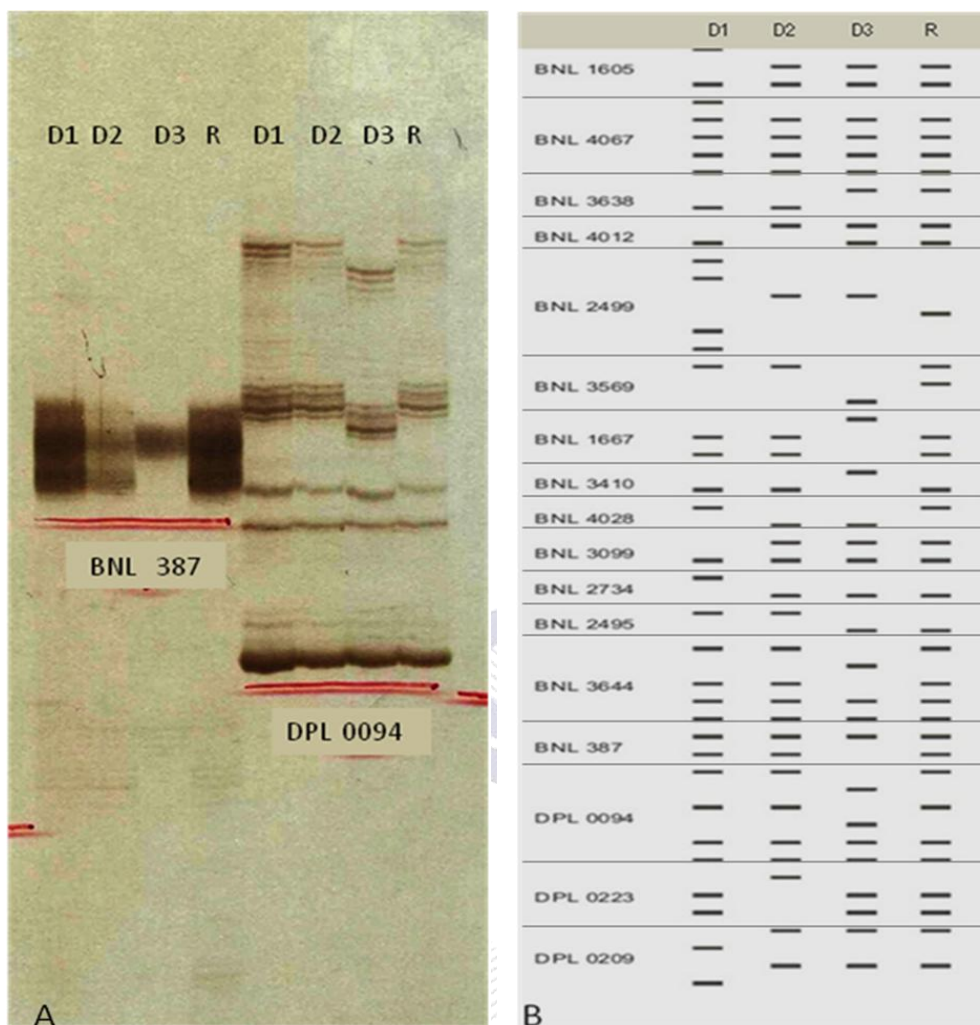 D1 D2 D3 R D1 D2 D3 R
BNL 387
DPL 0094
A
D1 D2 D3 R
BNL 1605
BNL 4067
BNL 3638
BNL 4012
BNL 2499
BNL 3569
BNL 1667
BNL 3410
BNL 4028
BNL 3099
BNL 2734
BNL 2495
BNL 3644
BNL 387
DPL 0094
DPL 0223
DPL 0209
B